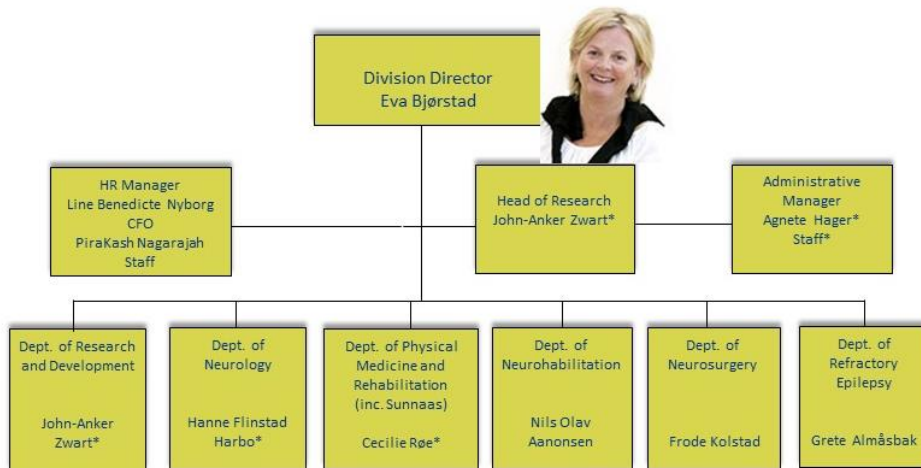 Division Director
Eva Bjørstad
HR Manager
Line Benedicte Nyborg
CFO
PiraKash Nagarajah
Staff
Head of Research
John-Anker Zwart*
Administrative
Manager
Agnete Hager*
Staff*
Dept. of Research
and Development
John-Anker
Zwart*
Dept. of
Neurology
Hanne Flinstad
Harbo*
Dept. of Physical
Medicine and
Rehabilitation
(inc. Sunnaas)
Cecilie Røe*
Dept. of
Neurohabilitation
Nils Olav
Aanonsen
Dept. of
Neurosurgery
Frode Kolstad
Dept. of
Refractory
Epilepsy
Grete Almåsbak